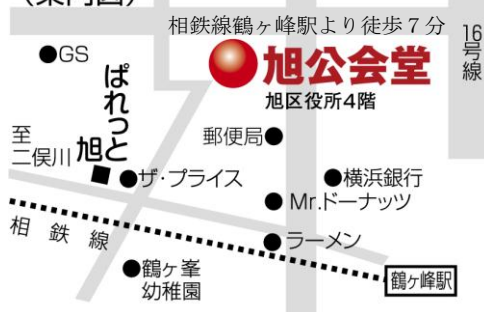 (案内図)
相鉄線鶴ヶ峰駅より徒歩７分
16号線
GS
旭公会堂
旭区役所4階
ぱれっと旭
郵便局
至
二俣川
ザ・プライス
横浜銀行
Mr.ドーナッツ
相鉄線
ラーメン
鶴ヶ峯
幼稚園
鶴ヶ峰駅